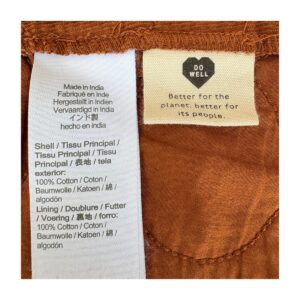 Made in India
Fabriqué en Inde
Hergestellt in Indien
Vervaardigd in India
インド製
hecho en India
Shell / Tissu Principal /
Tissu Principal /
Tissu Principal / 表地 / tela
exterior:
100% Cotton / Coton /
Baumwolle / Katoen / 綿 /
algodón
Lining / Doublure / Futter
/ Voering / 裏地 / forro:
100% Cotton / Coton /
Baumwolle / Katoen / 綿 /
algodón
DO
WELL
Better for the
planet. better for
its people.